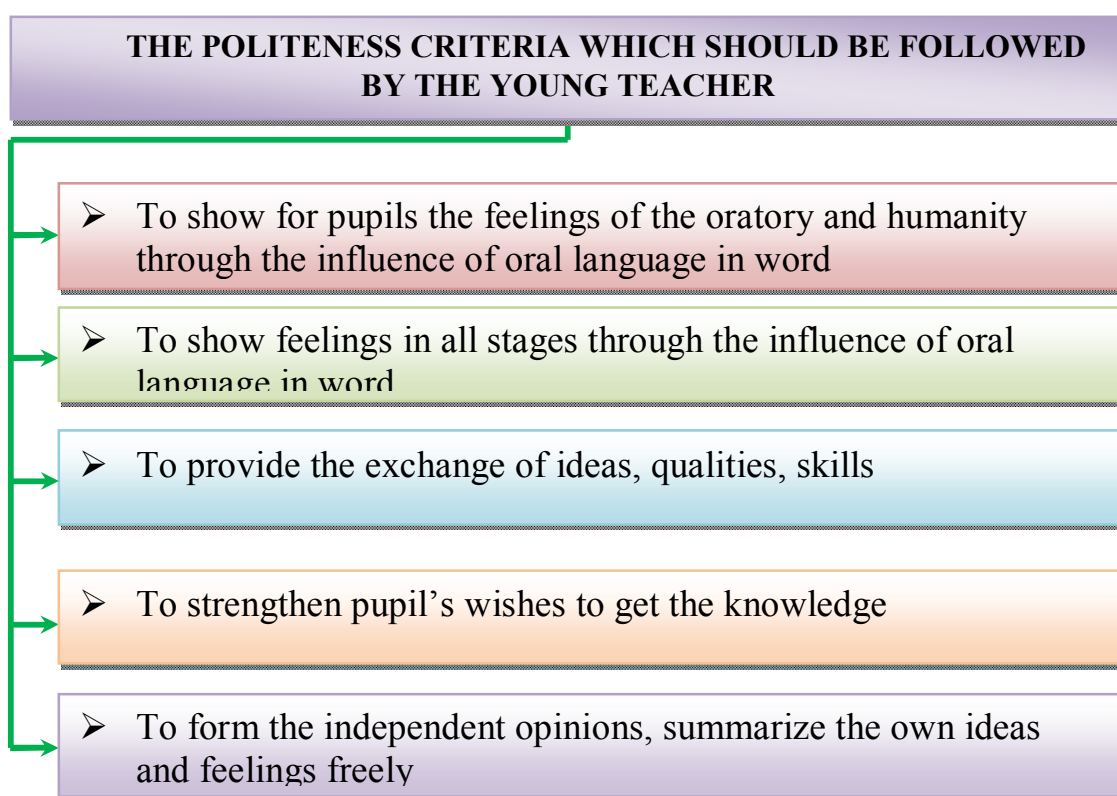 THE POLITENESS CRITERIA WHICH SHOULD BE FOLLOWED
BY THE YOUNG TEACHER
➢ To show for pupils the feelings of the oratory and humanity
through the influence of oral language in word
➢ To show feelings in all stages through the influence of oral
language in word
➢ To provide the exchange of ideas, qualities, skills
➢ To strengthen pupil’s wishes to get the knowledge
➢ To form the independent opinions, summarize the own ideas
and feelings freely